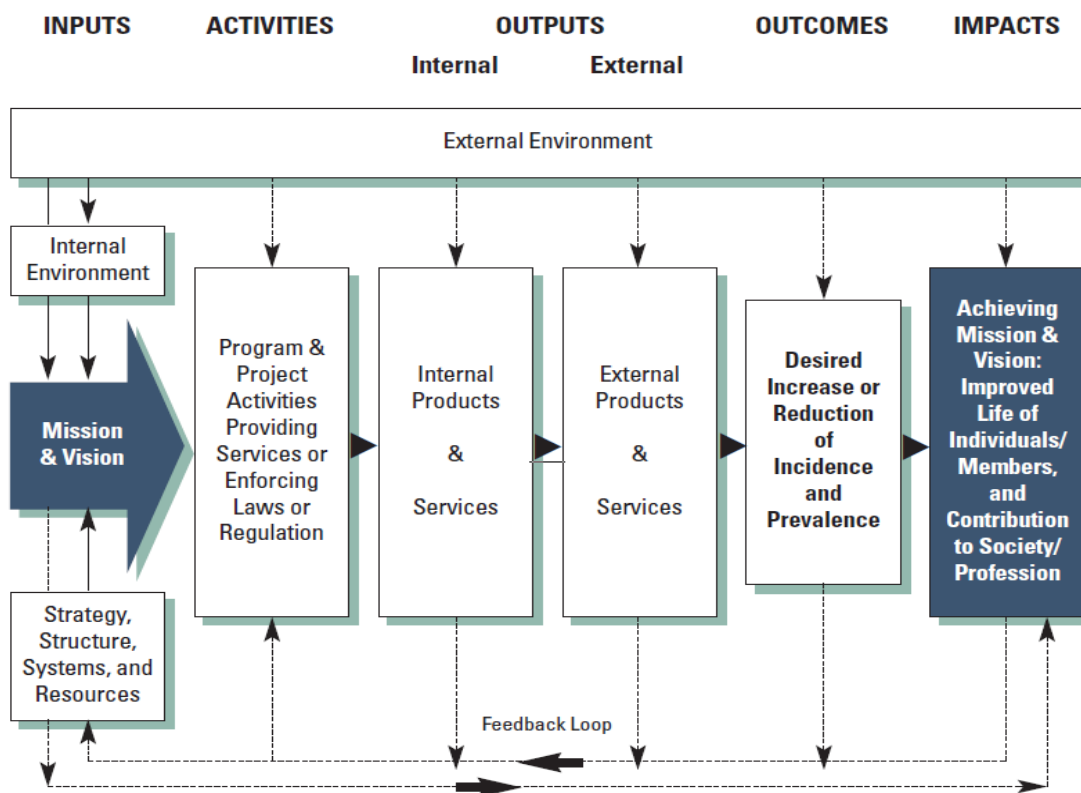 INPUTS ACTIVITIES OUTPUTS OUTCOMES IMPACTS
Internal External
External Environment
Internal
Environment
Mission
& Vision
Strategy,
Structure,
Systems, and
Resources
Program &
Project
Activities
Providing
Services or
Enforcing
Laws or
Regulation
Internal
Products
&
Services
External
Products
&
Services
Desired
Increase or
Reduction
of
Incidence
and
Prevalence
Achieving
Mission &
Vision:
Improved
Life of
Individuals/
Members,
and
Contribution
to Society/
Profession
Feedback Loop